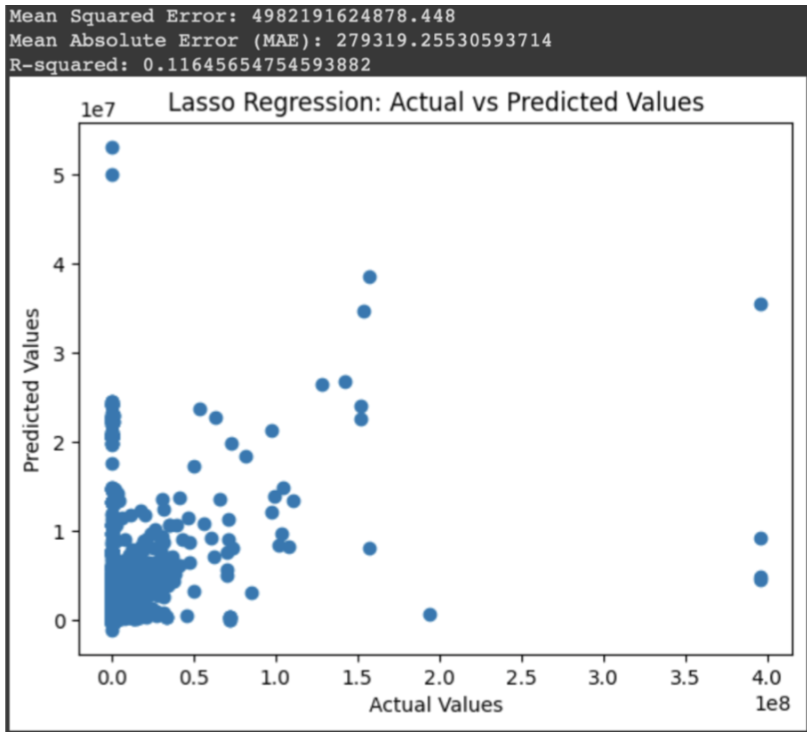 Mean Squared Error: 4982191624878.448
Mean Absolute Error (MAE): 279319.25530593714
R-squared: 0.11645654754593882
Lasso Regression: Actual vs Predicted Values
1e7
5
4
3
2
1
0
Predicted Values
0.0 0.5 1.0 1.5 2.0 2.5 3.0 3.5 4.0
1e8
Actual Values